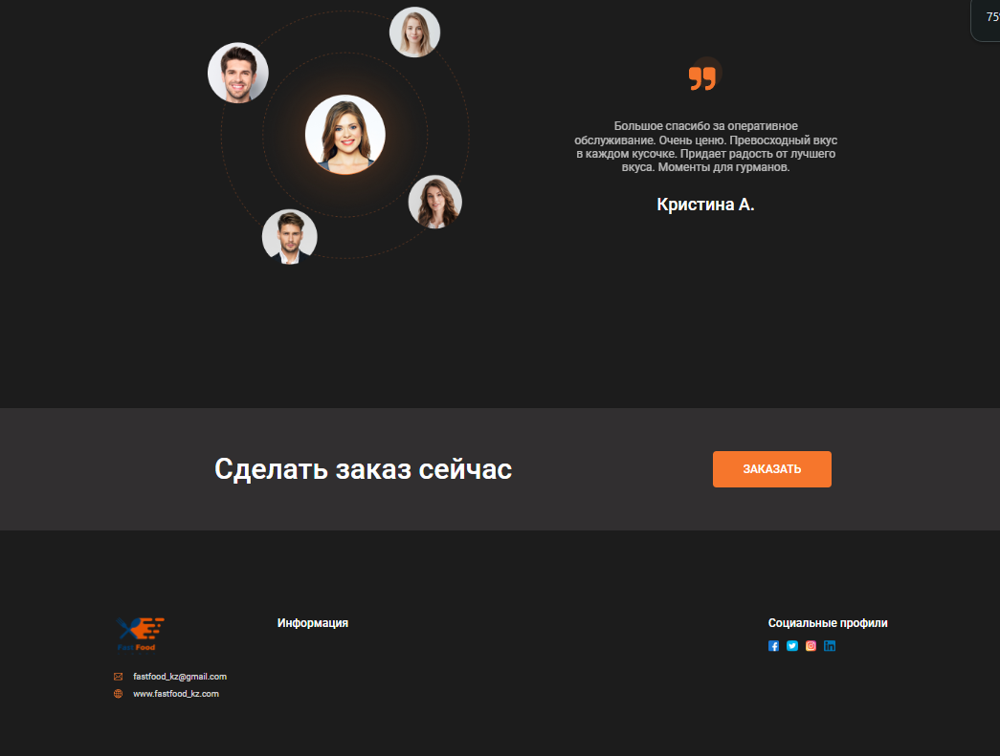 75
Большое спасибо за оперативное
обслуживание. Очень ценю. Превосходный вкус
в каждом кусочке. Придает радость от лучшего
вкуса. Моменты для гурманов.
Кристина А.
Сделать заказ сейчас
ЗАКАЗАТЬ
Fast Food
Информация
Социальные профили
fastfood_kz@gmail.com
www.fastfood_kz.com